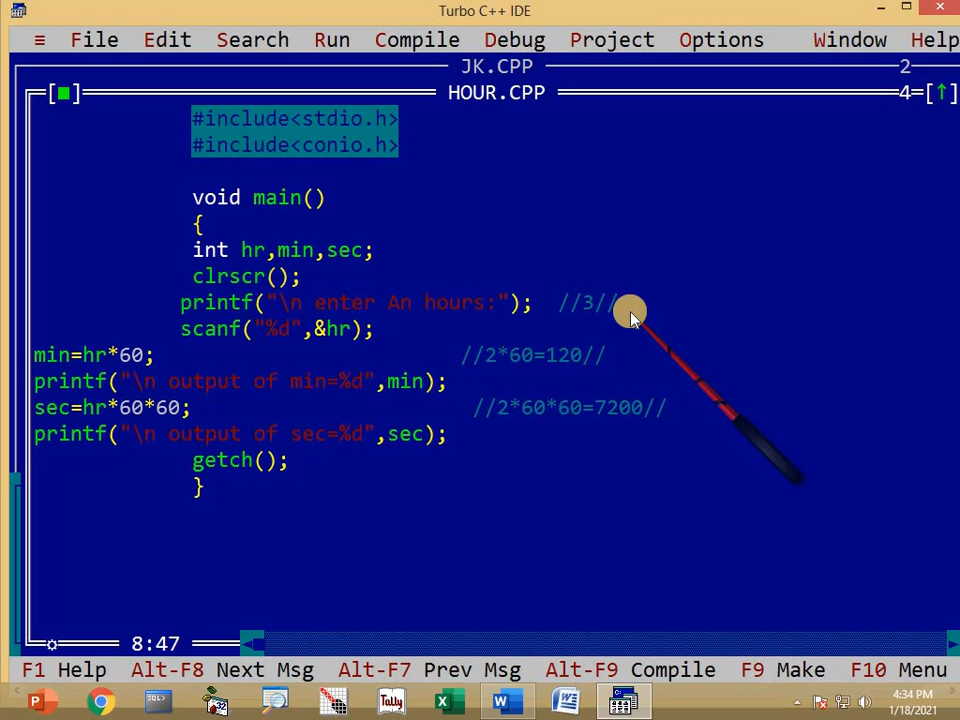 Turbo C++ IDE
≡ File Edit Search Run Compile Debug Project Options Window Help
JK.CPP 2
[■] HOUR.CPP 4=[↑]
#include<stdio.h>
#include<conio.h>
void main()
{
int hr,min,sec;
clrscr();
printf("\n enter An hours:"); //3//
scanf("%d",&hr);
min=hr*60; //2*60=120//
printf("\n output of min=%d",min);
sec=hr*60*60; //2*60*60=7200//
printf("\n output of sec=%d",sec);
getch();
}
8:47
F1 Help Alt-F8 Next Msg Alt-F7 Prev Msg Alt-F9 Compile F9 Make F10 Menu
Tally
4:34 PM
1/18/2021